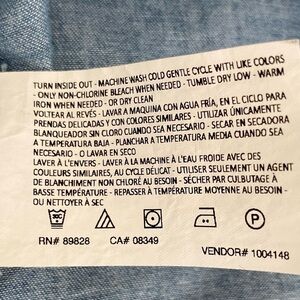 TURN INSIDE OUT - MACHINE WASH COLD GENTLE CYCLE WITH LIKE COLORS
- ONLY NON-CHLORINE BLEACH WHEN NEEDED - TUMBLE DRY LOW - WARM
IRON WHEN NEEDED - OR DRY CLEAN
VOLTEAR AL REVÉS - LAVAR A MAQUINA CON AGUA FRÍA, EN EL CICLO PARA
PRENDAS DELICADAS Y CON COLORES SIMILARES - UTILIZAR ÚNICAMENTE
BLANQUEADOR SIN CLORO CUANDO SEA NECESARIO - SECAR EN SECADORA
A TEMPERATURA BAJA - PLANCHAR A TEMPERATURA MEDIA CUANDO SEA
NECESARIO - O LAVAR EN SECO
LAVER À L'ENVERS - LAVER À LA MACHINE À L'EAU FROIDE AVEC DES
COULEURS SIMILAIRES, AU CYCLE DÉLICAT - UTILISER SEULEMENT UN AGENT
DE BLANCHIMENT NON CHLORÉ AU BESOIN - SÉCHER PAR CULBUTAGE À
BASSE TEMPÉRATURE - REPASSER À TEMPÉRATURE MOYENNE AU BESOIN -
OU NETTOYER À SEC
P
RN# 89828 CA# 08349
VENDOR# 1004148